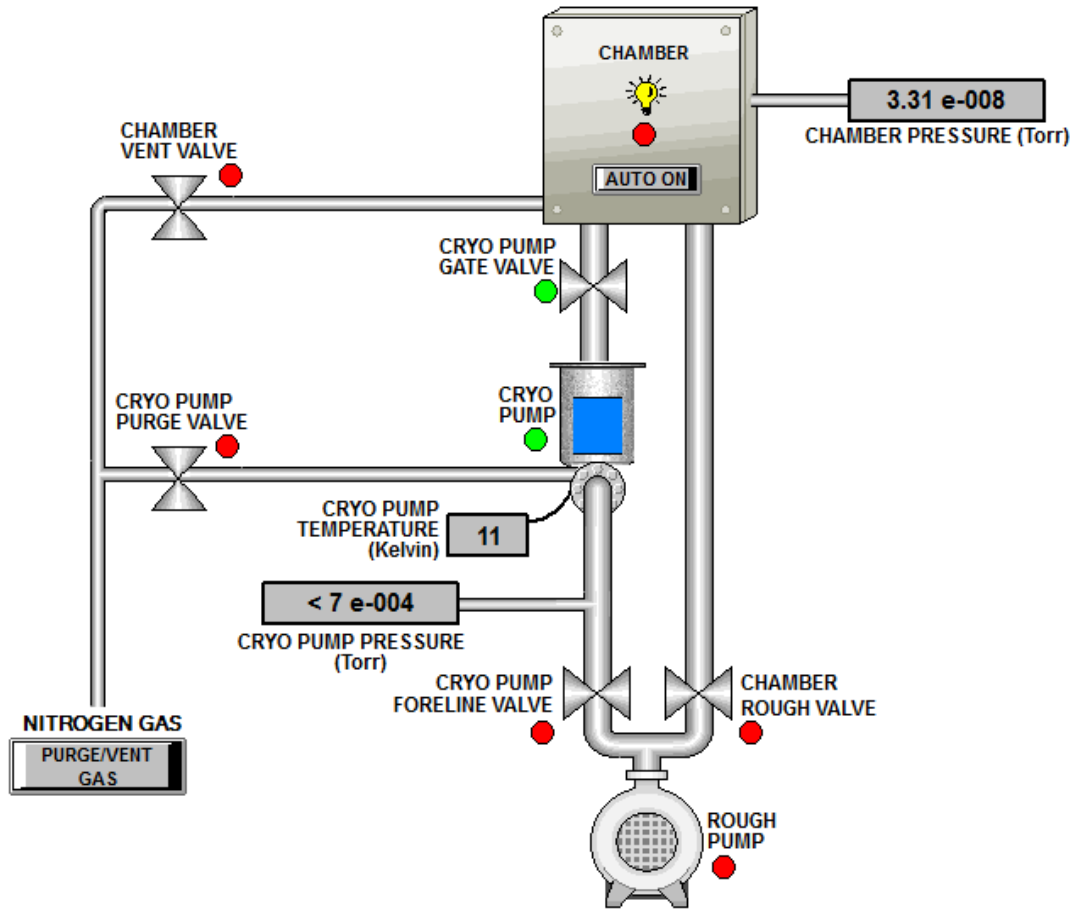 CHAMBER
3.31 e-008
CHAMBER PRESSURE (Torr)
CHAMBER
VENT VALVE
AUTO ON
CRYO PUMP
GATE VALVE
CRYO PUMP
PURGE VALVE
CRYO
PUMP
CRYO PUMP
TEMPERATURE
(Kelvin)
11
< 7 e-004
CRYO PUMP PRESSURE
(Torr)
CRYO PUMP
FORELINE VALVE
CHAMBER
ROUGH VALVE
NITROGEN GAS
PURGE/VENT
GAS
ROUGH
PUMP